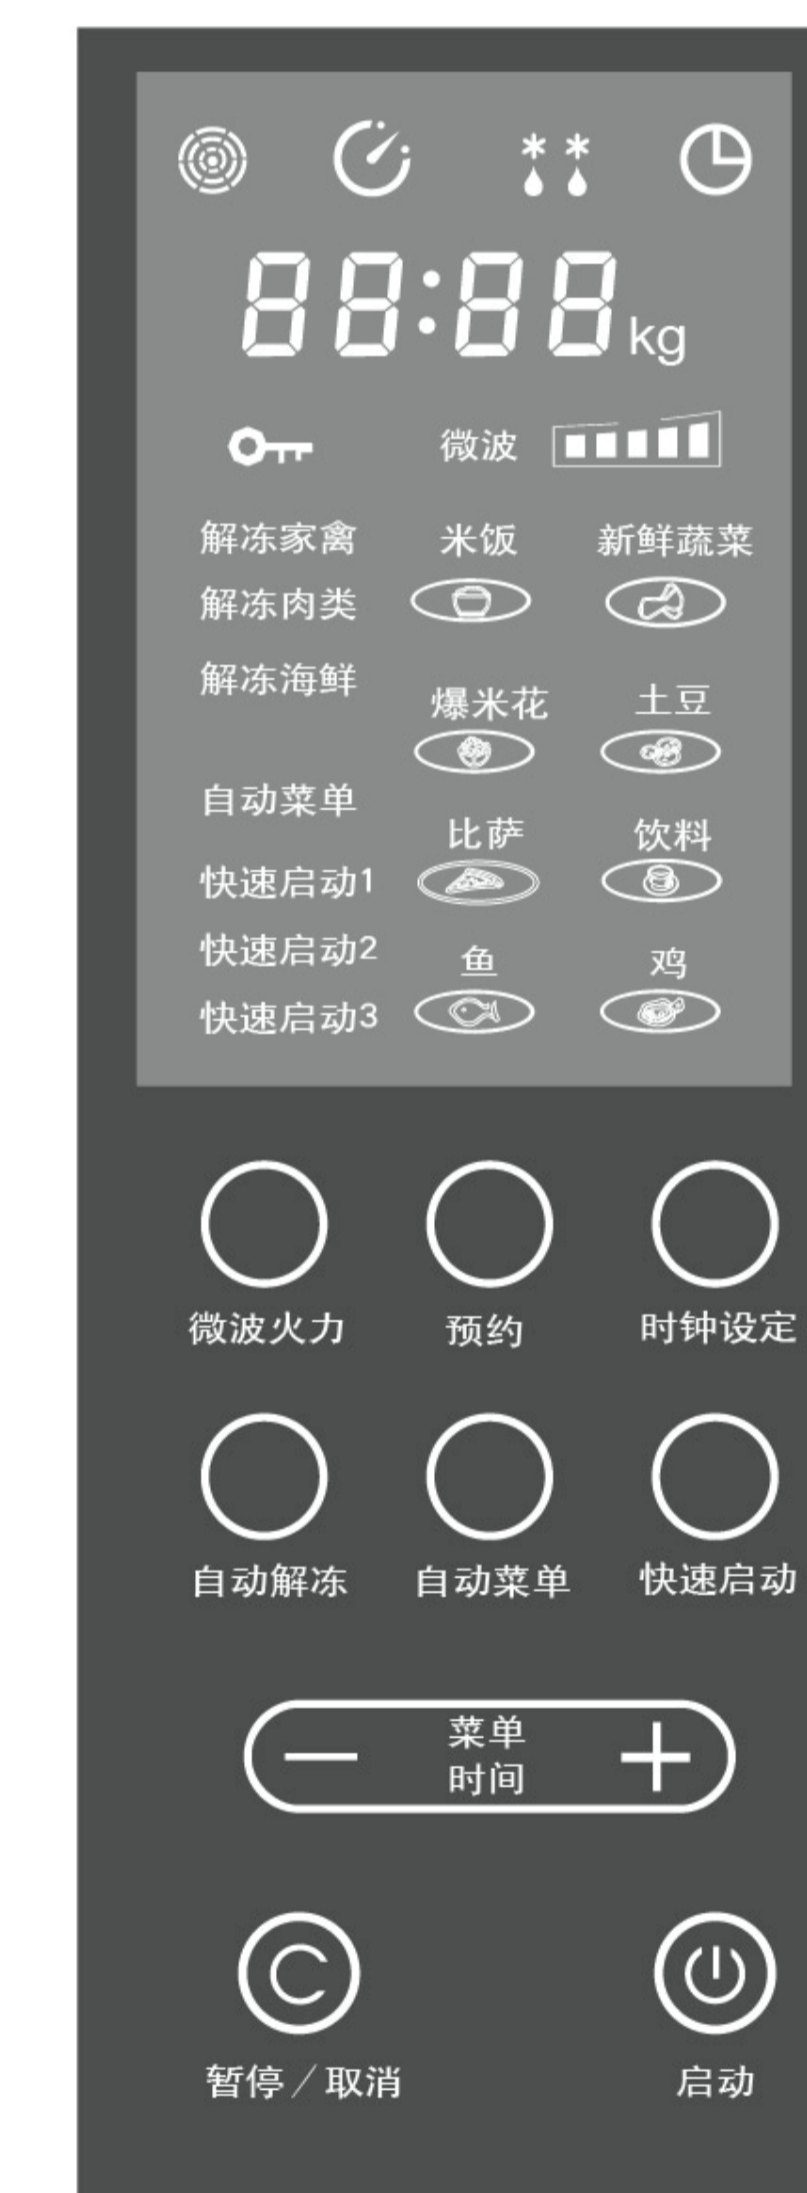 88:88kg
微波
解冻家禽 米饭 新鲜蔬菜
解冻肉类
解冻海鲜
爆米花 土豆
自动菜单
比萨 饮料
快速启动1
快速启动2
鱼 鸡
快速启动3
微波火力 预约 时钟设定
自动解冻 自动菜单 快速启动
菜单
时间
C
暂停/取消 启动